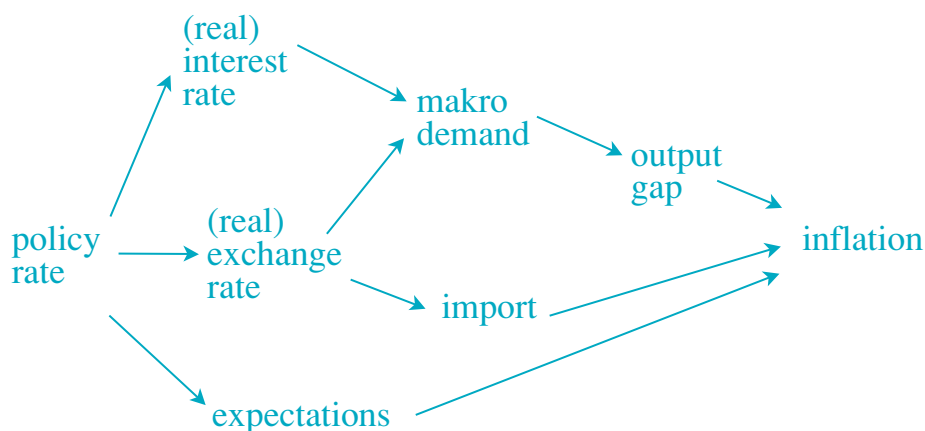 (real)
interest
rate
makro
demand
output
gap
policy
rate
(real)
exchange
rate
inflation
import
expectations